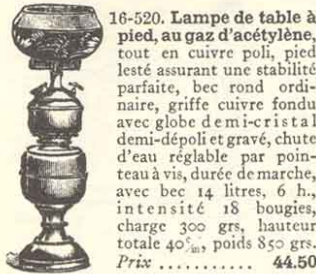 16-520. Lampe de table à
pied, au gaz d'acétylène,
tout en cuivre poli, pied
lesté assurant une stabilité
parfaite, bec rond ordi-
naire, griffe cuivre fondu
avec globe demi-cristal
demi-dépoli et gravé, chute
d'eau réglable par poin-
teau à vis, durée de marche,
avec bec 14 litres, 6 h.,
intensité 18 bougies,
charge 300 grs, hauteur
totale 40 c/m, poids 850 grs.
Prix ........... 44.50